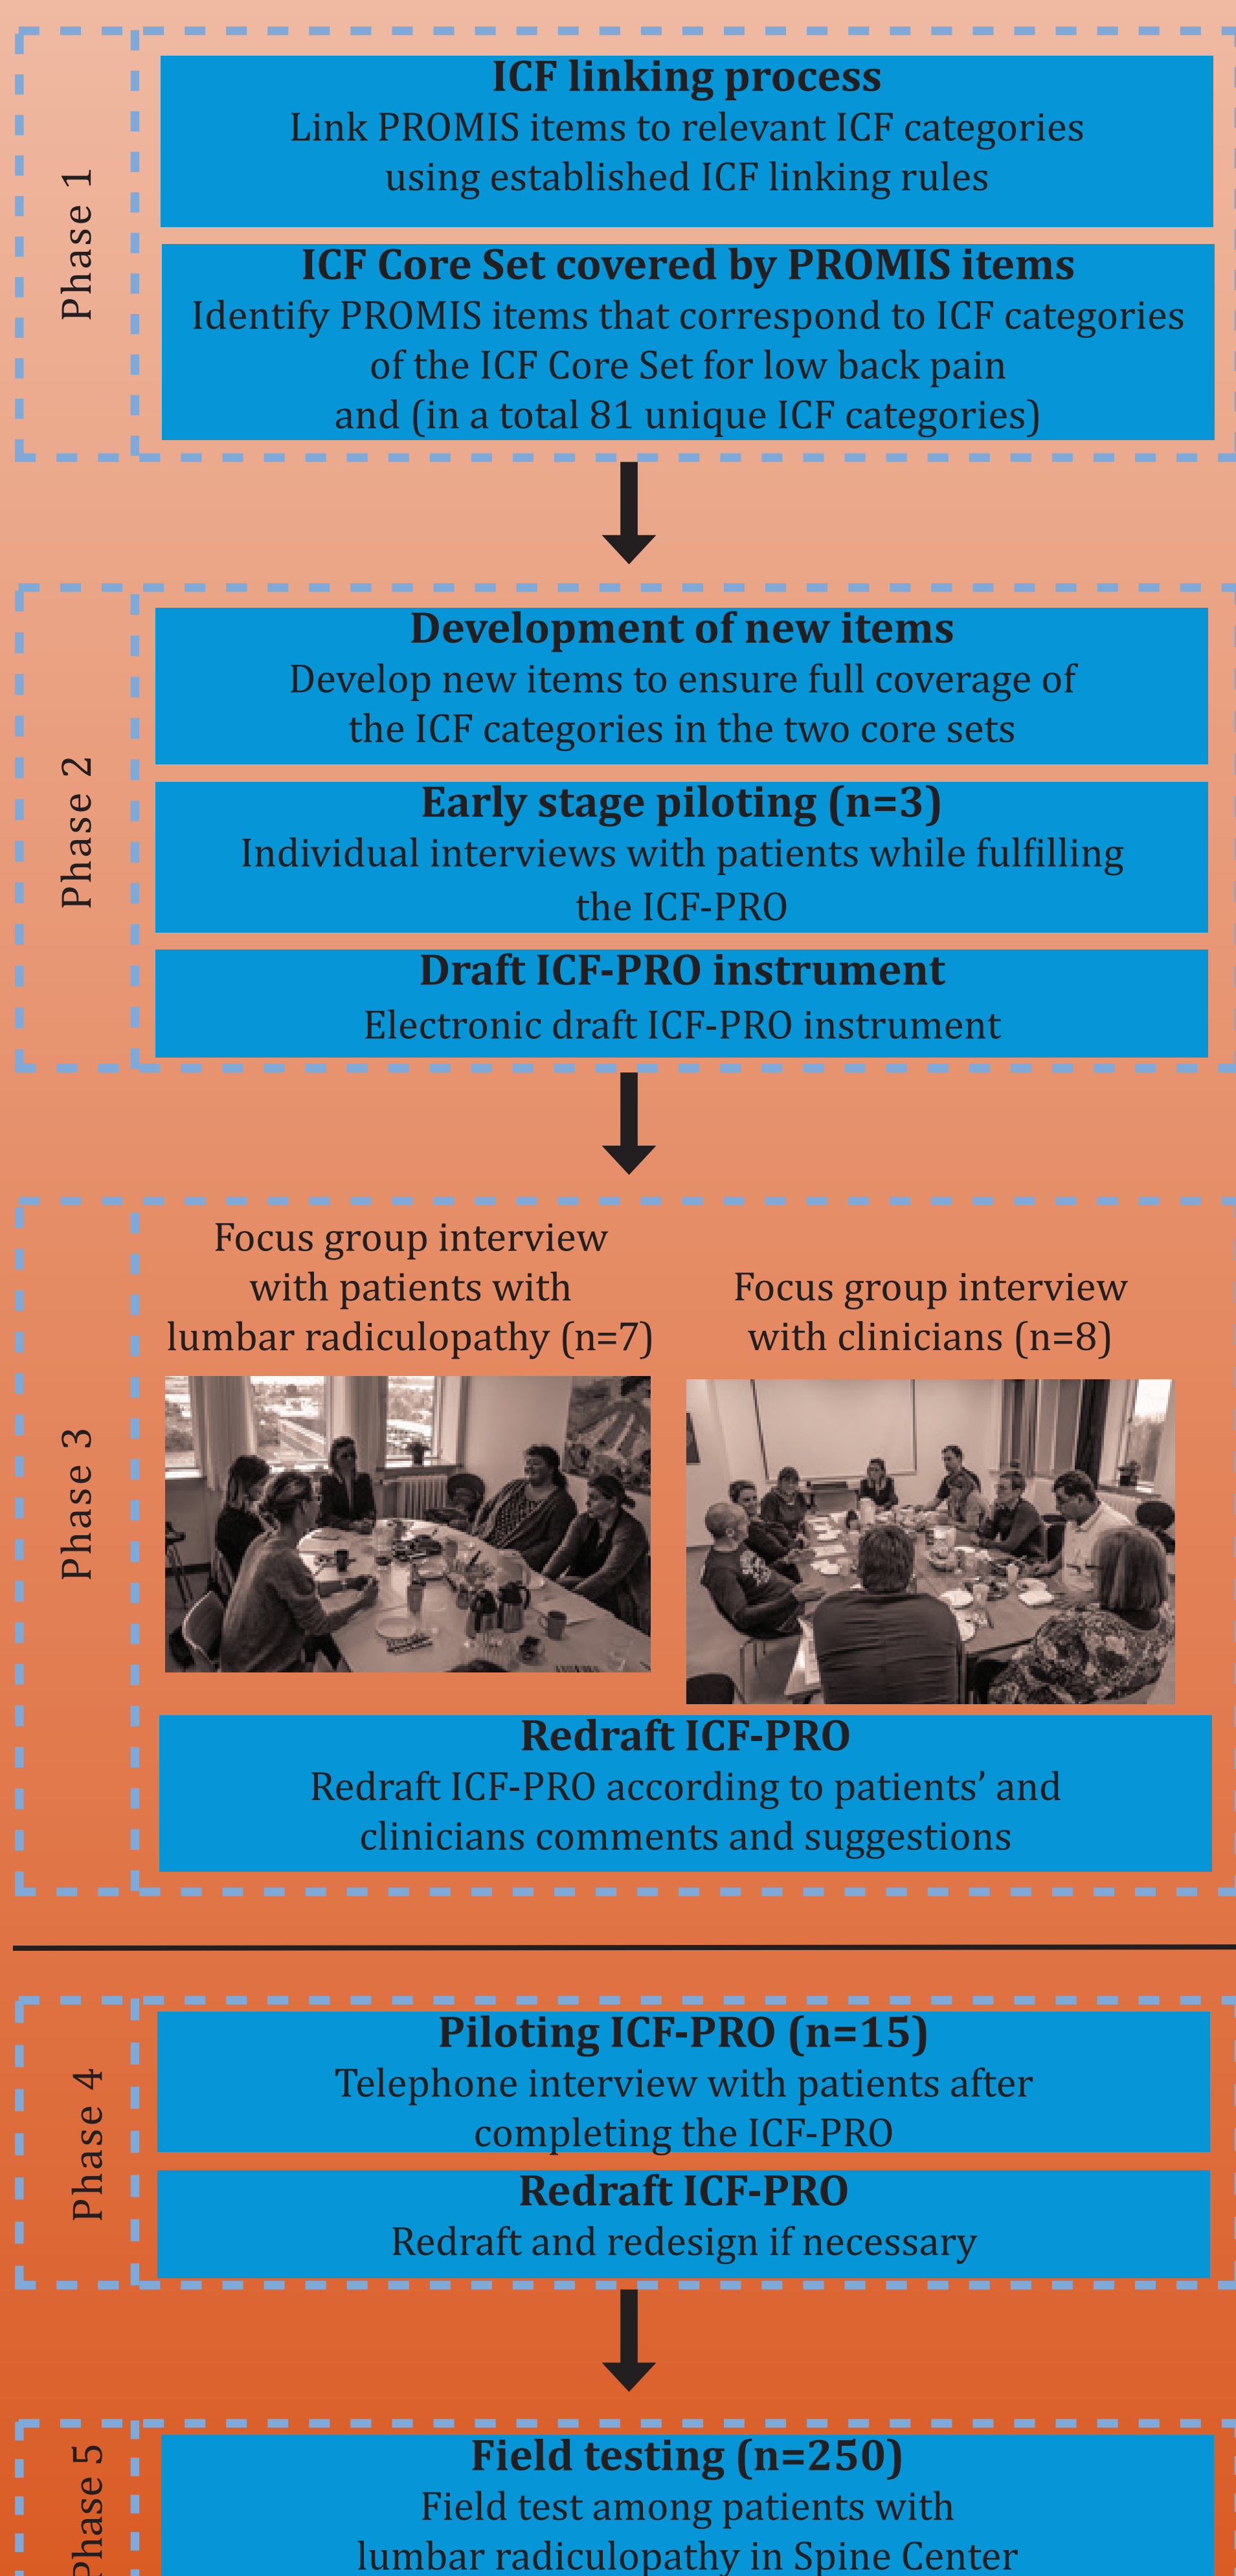 Phase 1
ICF linking process
Link PROMIS items to relevant ICF categories
using established ICF linking rules
ICF Core Set covered by PROMIS items
Identify PROMIS items that correspond to ICF categories
of the ICF Core Set for low back pain
and (in a total 81 unique ICF categories)
Phase 2
Development of new items
Develop new items to ensure full coverage of
the ICF categories in the two core sets
Early stage piloting (n=3)
Individual interviews with patients while fulfilling
the ICF-PRO
Draft ICF-PRO instrument
Electronic draft ICF-PRO instrument
Phase 3
Focus group interview
with patients with
lumbar radiculopathy (n=7)
Focus group interview
with clinicians (n=8)
Redraft ICF-PRO
Redraft ICF-PRO according to patients’ and
clinicians comments and suggestions
Phase 4
Piloting ICF-PRO (n=15)
Telephone interview with patients after
completing the ICF-PRO
Redraft ICF-PRO
Redraft and redesign if necessary
Phase 5
Field testing (n=250)
Field test among patients with
lumbar radiculopathy in Spine Center